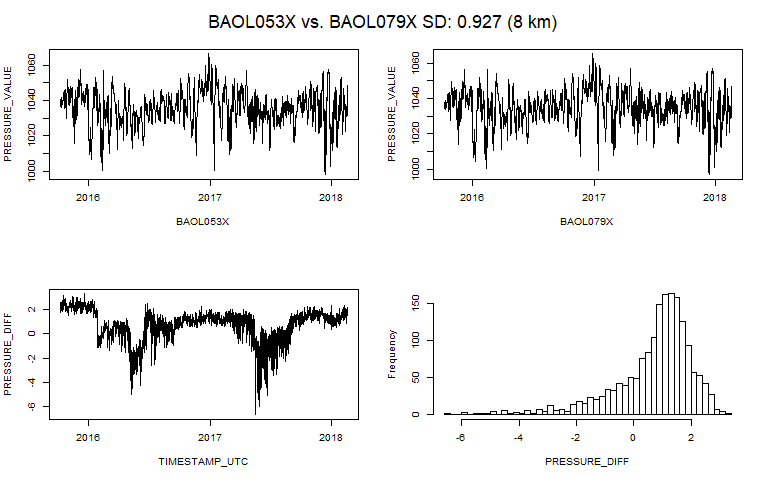 BAOL053X vs. BAOL079X SD: 0.927 (8 km)
PRESSURE_VALUE
1060
1040
1020
1000
2016 2017 2018
BAOL053X
PRESSURE_VALUE
1060
1040
1020
1000
2016 2017 2018
BAOL079X
PRESSURE_DIFF
2
0
-2
-4
-6
2016 2017 2018
TIMESTAMP_UTC
Frequency
150
100
50
0
-6 -4 -2 0 2
PRESSURE_DIFF